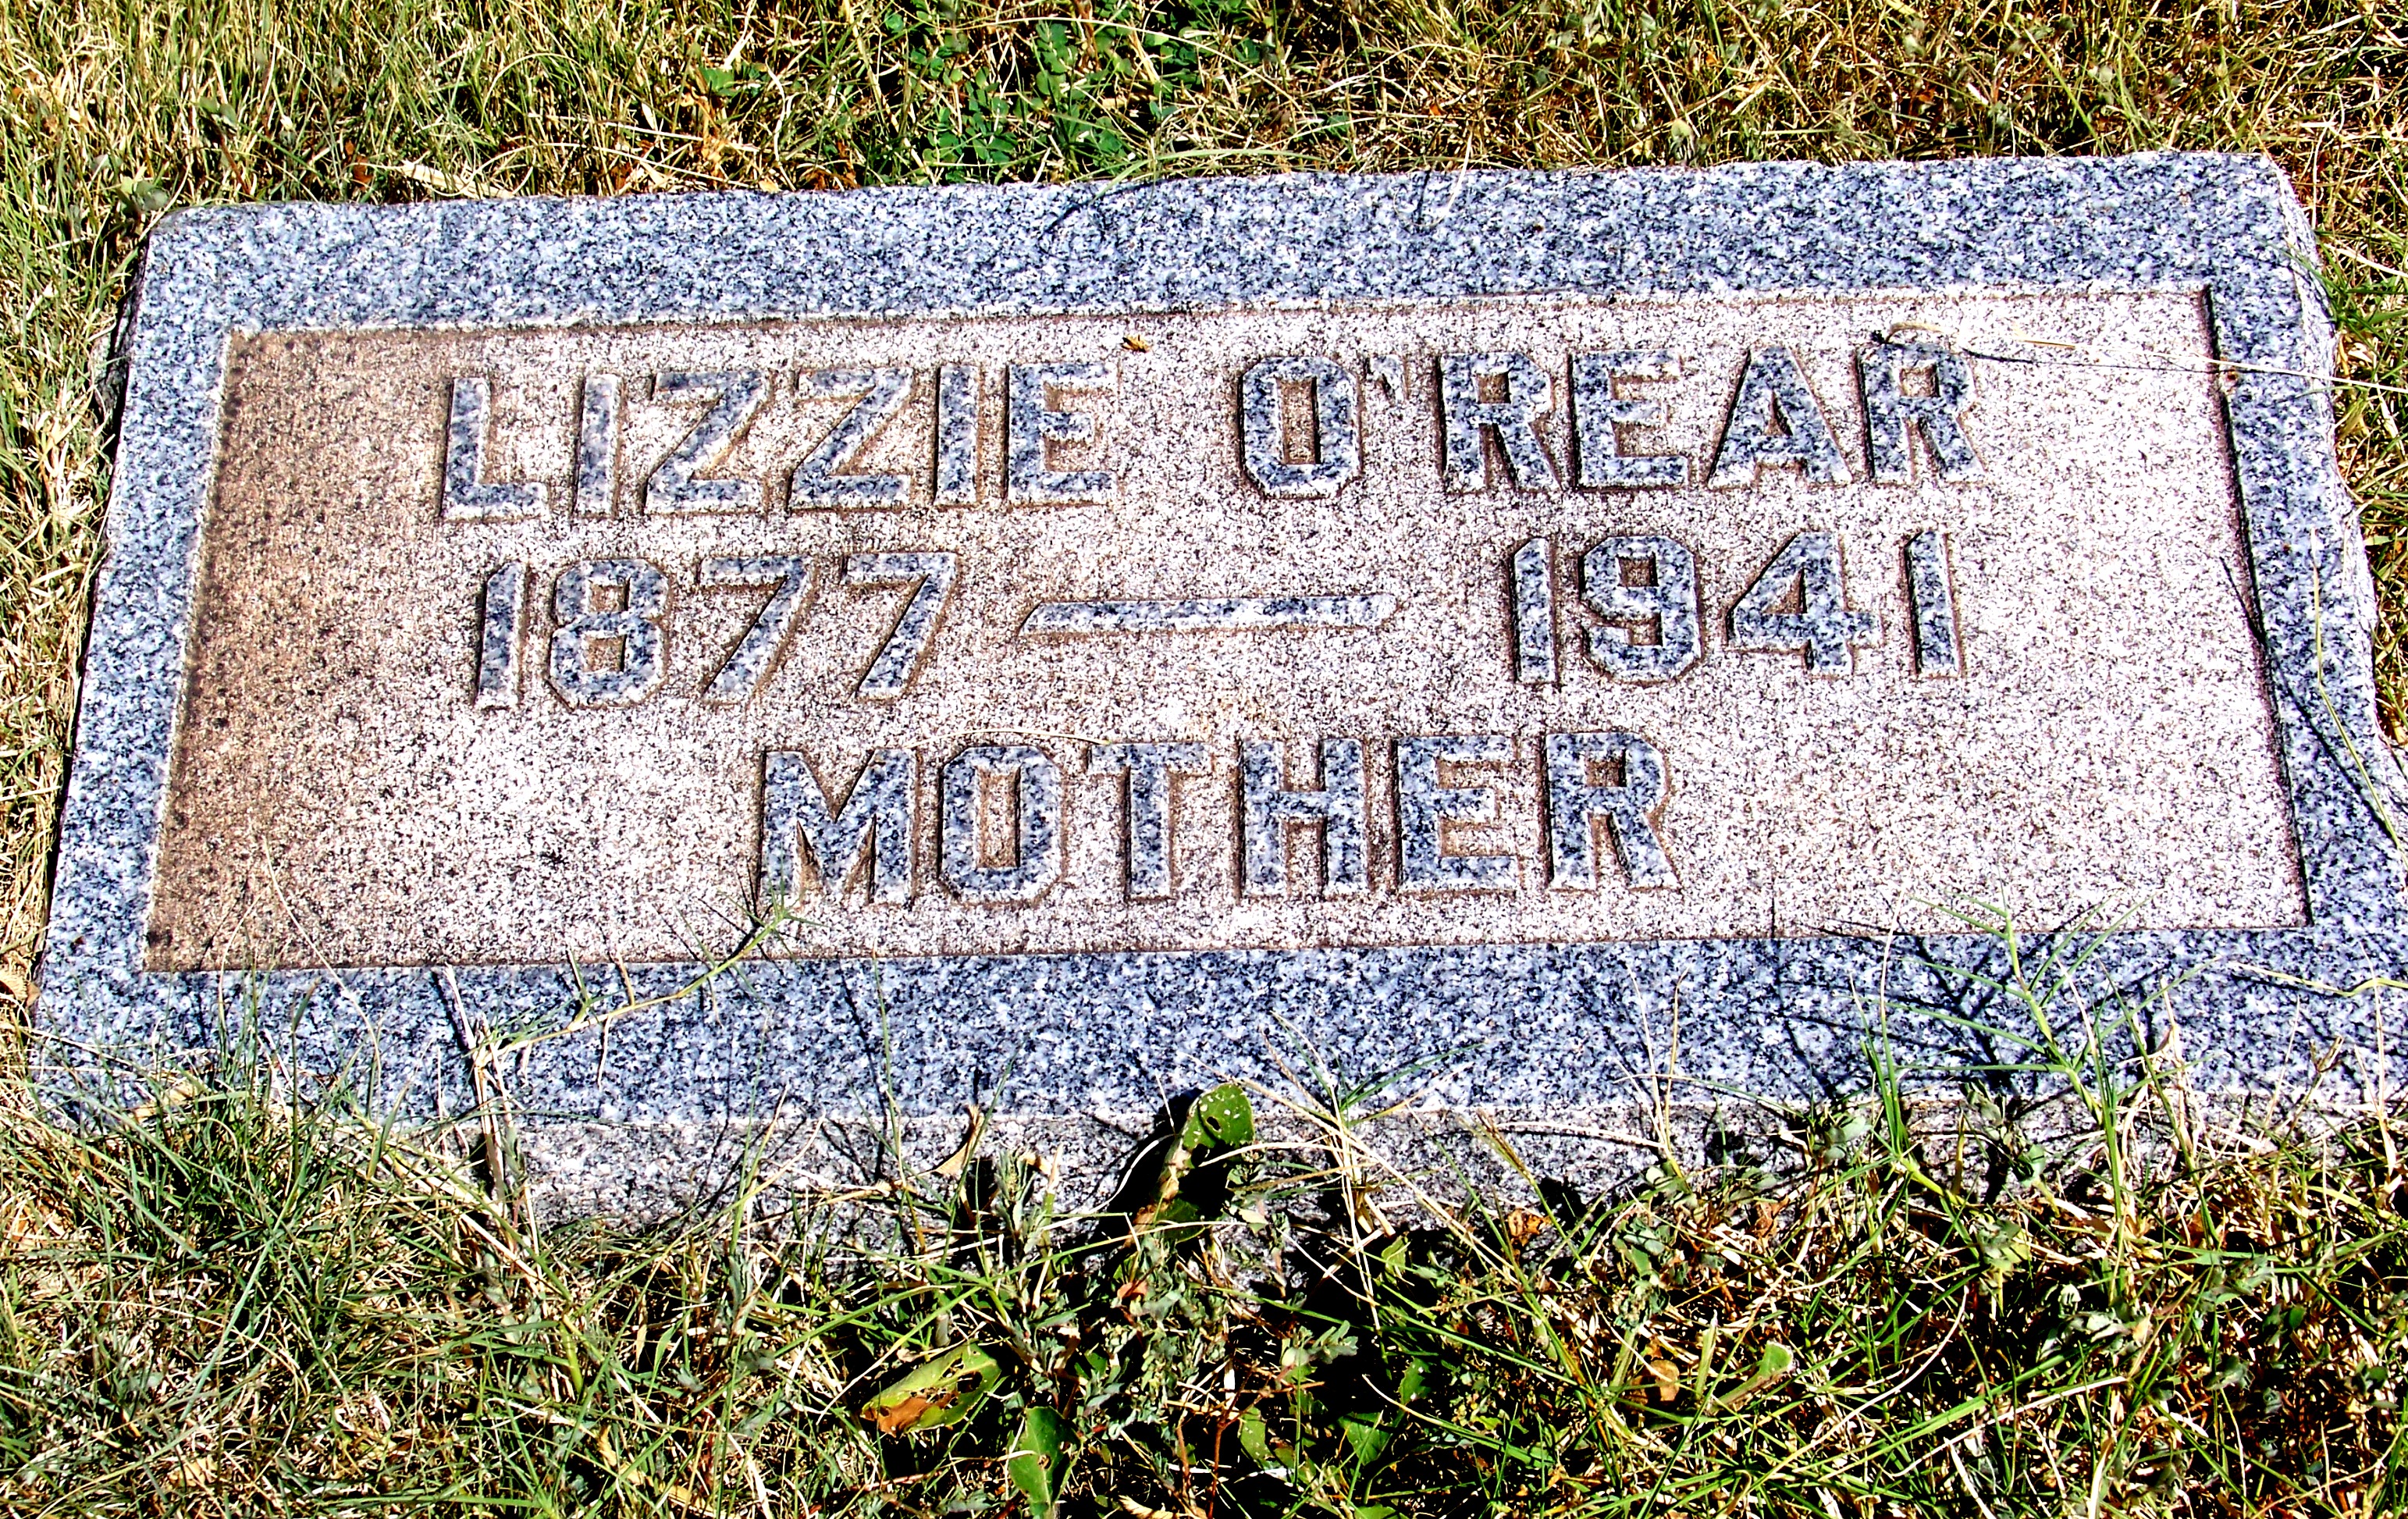 LIZZIE O'REAR
1877 — 1941
MOTHER